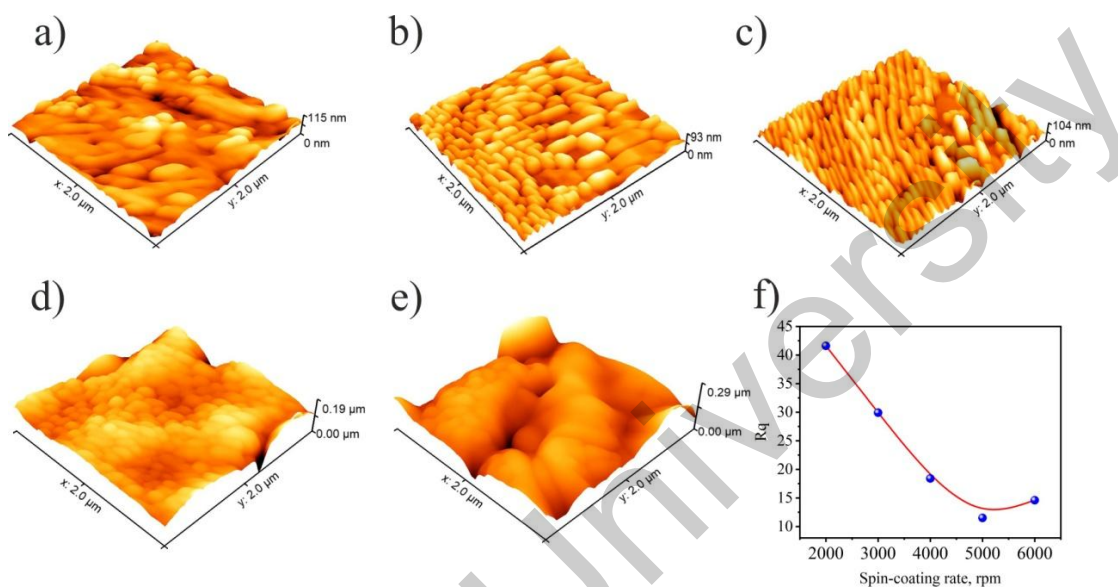 a)
115 nm
0 nm
x: 2.0 µm
y: 2.0 µm
b)
93 nm
0 nm
x: 2.0 µm
y: 2.0 µm
c)
104 nm
0 nm
x: 2.0 µm
y: 2.0 µm
d)
0.19 µm
0.00 µm
x: 2.0 µm
y: 2.0 µm
e)
0.29 µm
0.00 µm
x: 2.0 µm
y: 2.0 µm
f)
45
40
35
30
25
20
15
10
Rq
2000 3000 4000 5000 6000
Spin-coating rate, rpm
University